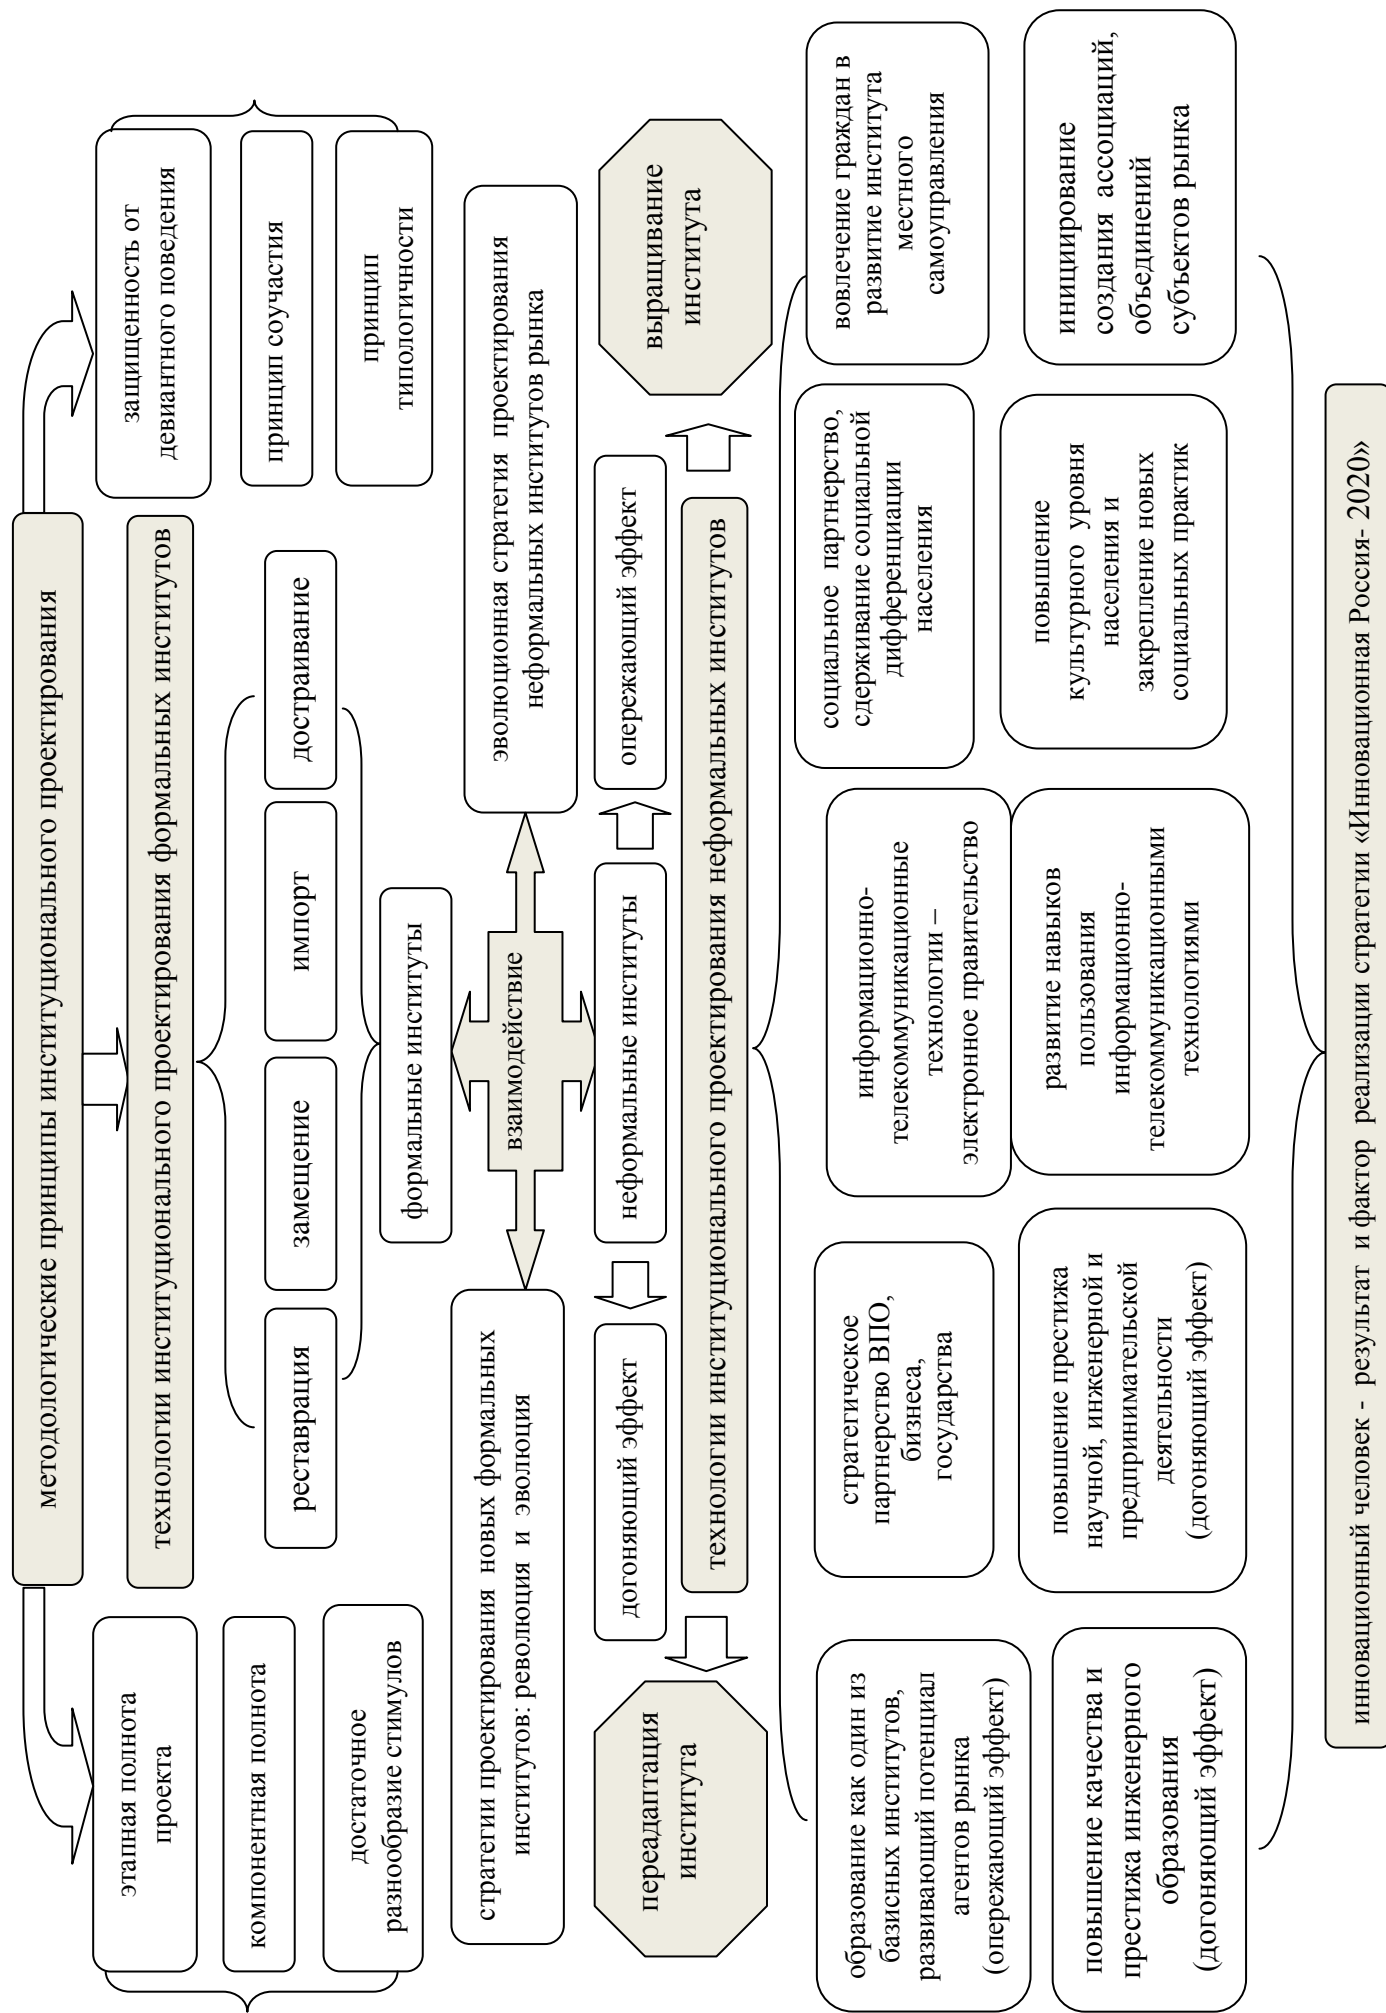 методологические принципы институционального проектирования
этапная полнота
проекта
компонентная полнота
достаточное
разнообразие стимулов
защищенность от
девиантного поведения
принцип соучастия
принцип
типологичности
технологии институционального проектирования формальных институтов
реставрация
замещение
импорт
достраивание
формальные институты
стратегии проектирования новых формальных
институтов: революция и эволюция
взаимодействие
эволюционная стратегия проектирования
неформальных институтов рынка
догоняющий эффект
неформальные институты
опережающий эффект
переадаптация
института
технологии институционального проектирования неформальных институтов
выращивание
института
образование как один из
базисных институтов,
развивающий потенциал
агентов рынка
(опережающий эффект)
стратегическое
партнерство ВПО,
бизнеса,
государства
информационно-
телекоммуникационные
технологии –
электронное правительство
социальное партнерство,
сдерживание социальной
дифференциации
населения
вовлечение граждан в
развитие института
местного
самоуправления
повышение качества и
престижа инженерного
образования
(догоняющий эффект)
повышение престижа
научной, инженерной и
предпринимательской
деятельности
(догоняющий эффект)
развитие навыков
пользования
информационно-
телекоммуникационными
технологиями
повышение
культурного уровня
населения и
закрепление новых
социальных практик
инициирование
создания ассоциаций,
объединений
субъектов рынка
инновационный человек - результат и фактор реализации стратегии «Инновационная Россия- 2020»